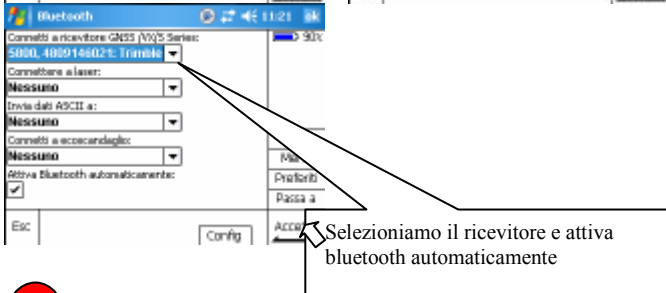 Bluetooth 11:21 ok
Connetti a ricevitore GNSS /VX/S Series:
90%
5800, 4809146021: Trimble
Connettere a laser:
Nessuno
Invia dati ASCII a:
Nessuno
Connetti a ecoscandaglio:
Nessuno
Attiva Bluetooth automaticamente:
Preferiti
Passa a
Esc
Config
Selezioniamo il ricevitore e attiva
bluetooth automaticamente